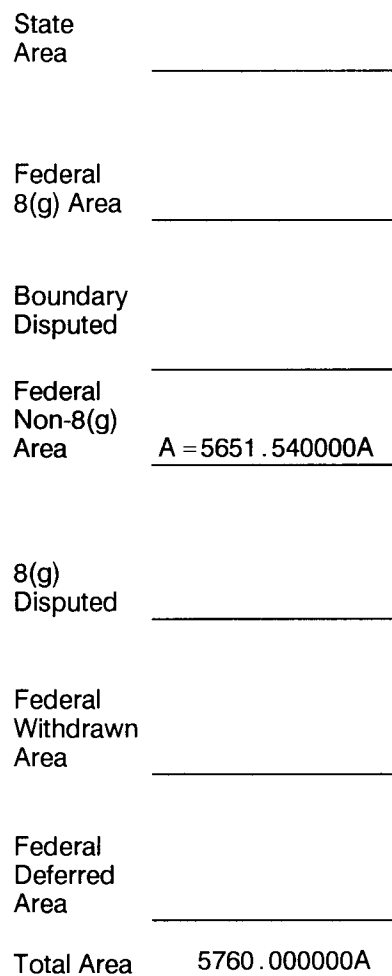 State
Area
Federal
8(g) Area
Boundary
Disputed
Federal
Non-8(g)
Area A = 5651.540000A
8(g)
Disputed
Federal
Withdrawn
Area
Federal
Deferred
Area
Total Area 5760.000000A